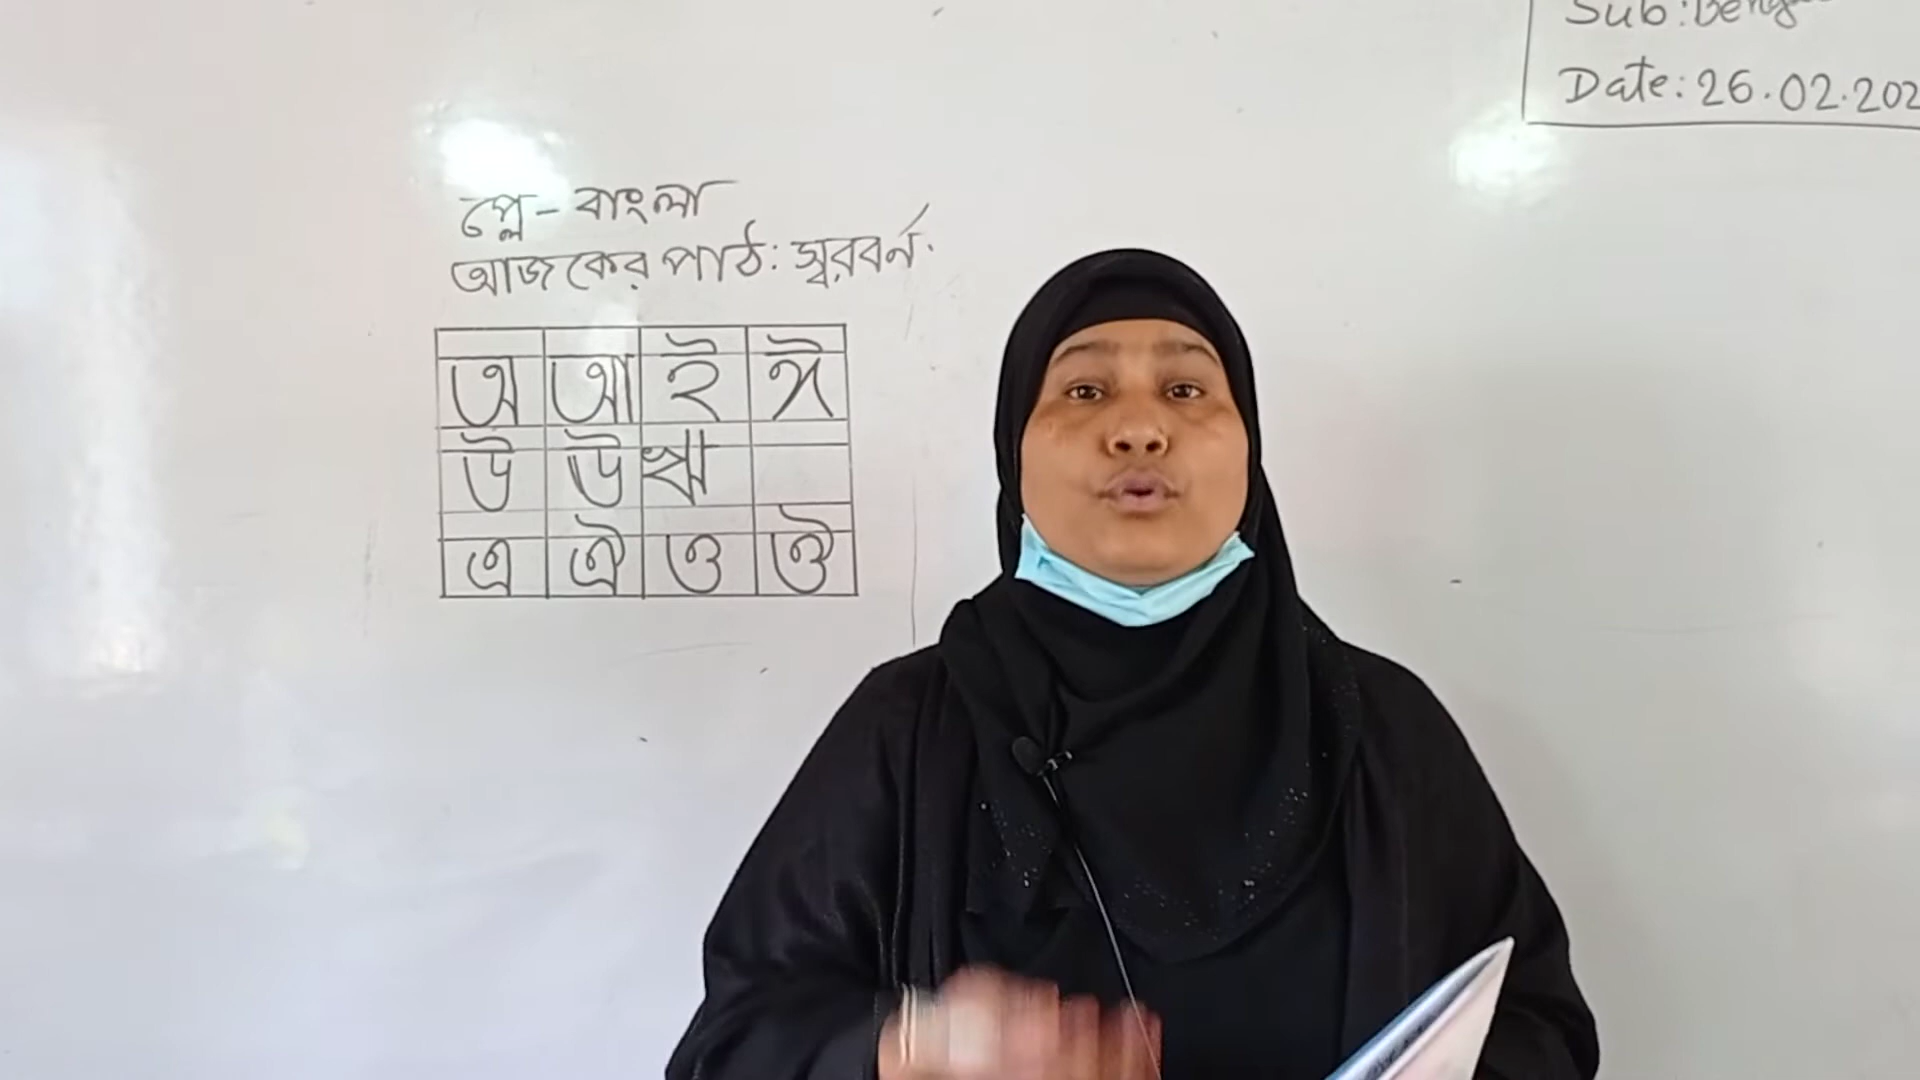 Sub:
Date: 26.02.202
প্লে - বাংলা
আজকের পাঠ: স্বরবর্ন.
অ আ ই ঈ
উ ঊ ঋ
এ ঐ ও ঔ